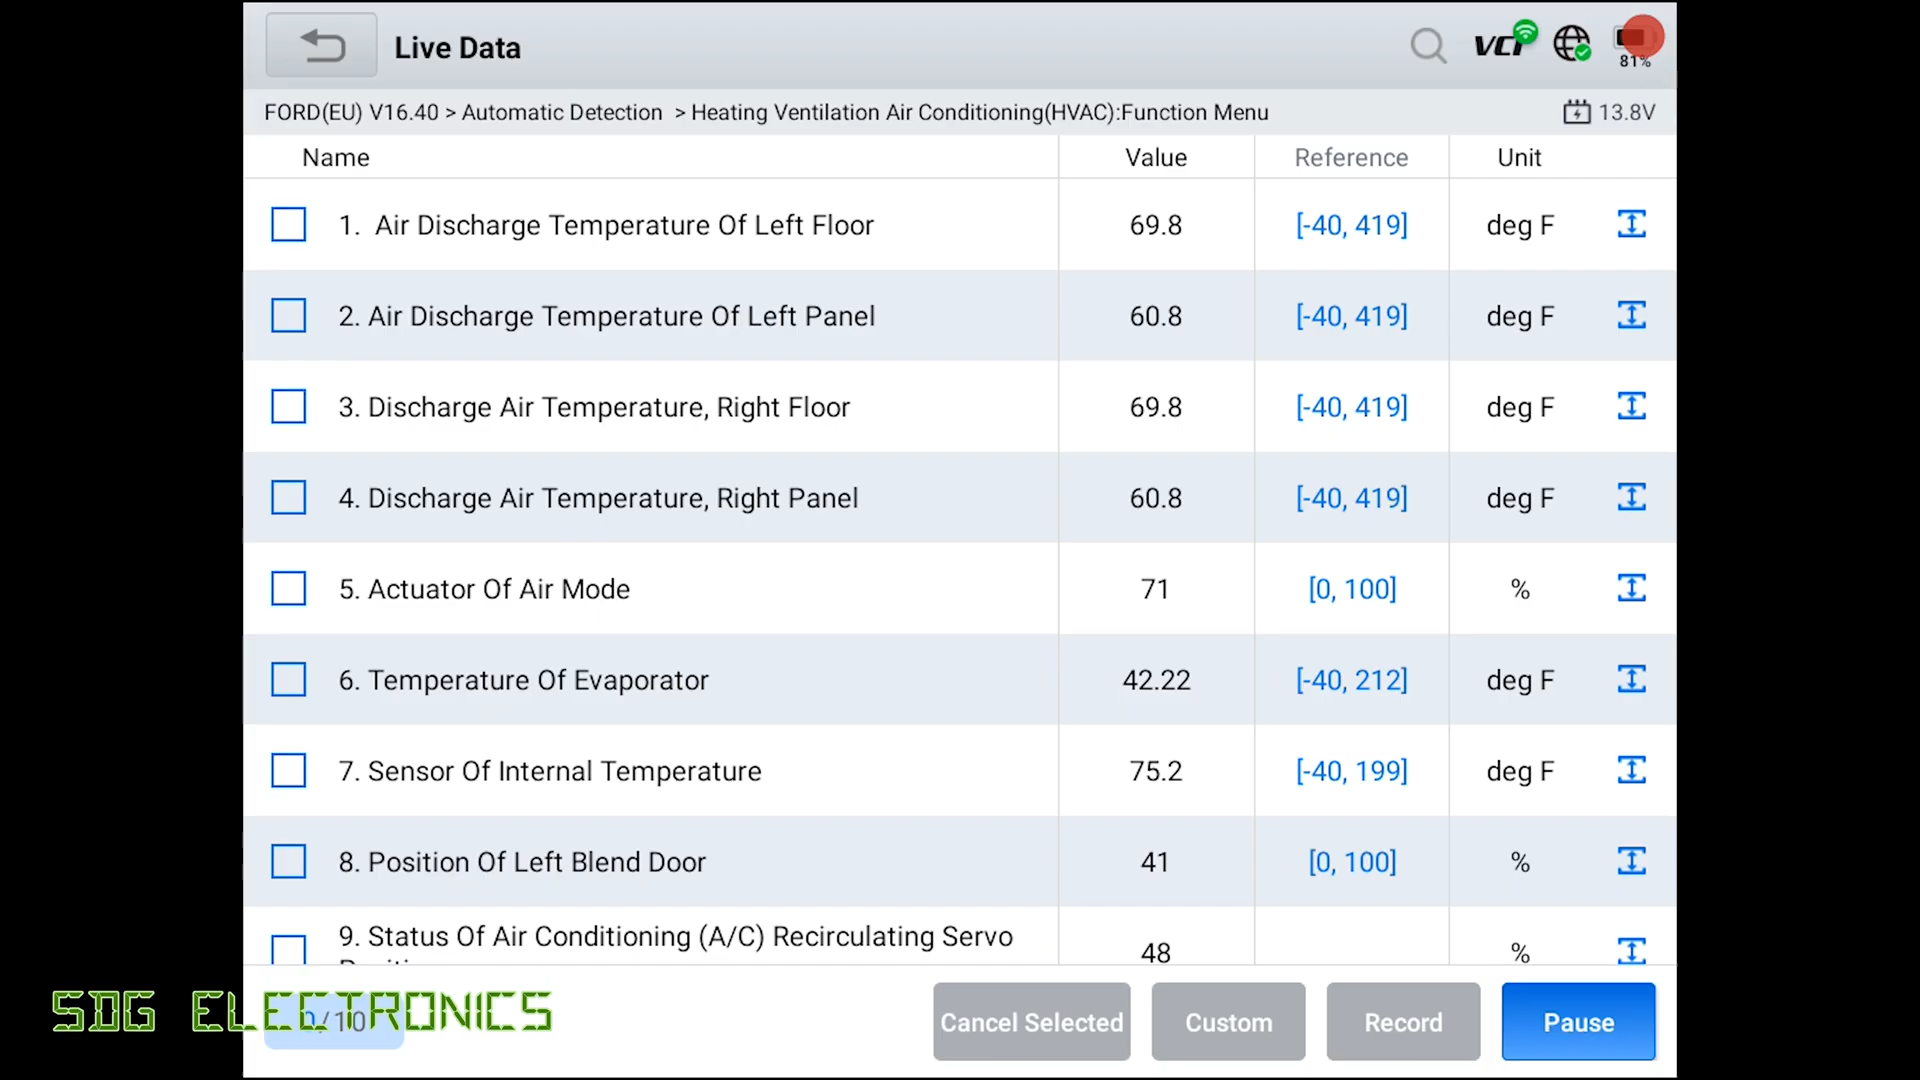 Live Data
VCI
81%
FORD(EU) V16.40 > Automatic Detection > Heating Ventilation Air Conditioning(HVAC):Function Menu
13.8V
Name Value Reference Unit
1. Air Discharge Temperature Of Left Floor 69.8 [-40, 419] deg F
2. Air Discharge Temperature Of Left Panel 60.8 [-40, 419] deg F
3. Discharge Air Temperature, Right Floor 69.8 [-40, 419] deg F
4. Discharge Air Temperature, Right Panel 60.8 [-40, 419] deg F
5. Actuator Of Air Mode 71 [0, 100] %
6. Temperature Of Evaporator 42.22 [-40, 212] deg F
7. Sensor Of Internal Temperature 75.2 [-40, 199] deg F
8. Position Of Left Blend Door 41 [0, 100] %
9. Status Of Air Conditioning (A/C) Recirculating Servo
48 %
SDG ELECTRONICS
0/10
Cancel Selected Custom Record Pause